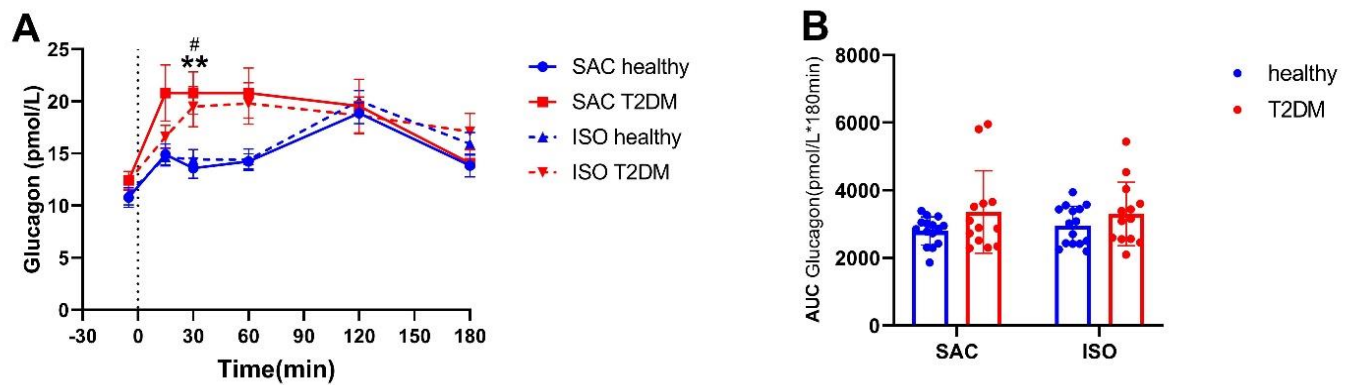 A
Glucagon (pmol/L)
25
20
15
10
5
0
#
**
-30 0 30 60 90 120 150 180
Time(min)
SAC healthy
SAC T2DM
ISO healthy
ISO T2DM
B
AUC Glucagon(pmol/L*180min)
8000
6000
4000
2000
0
SAC ISO
healthy
T2DM